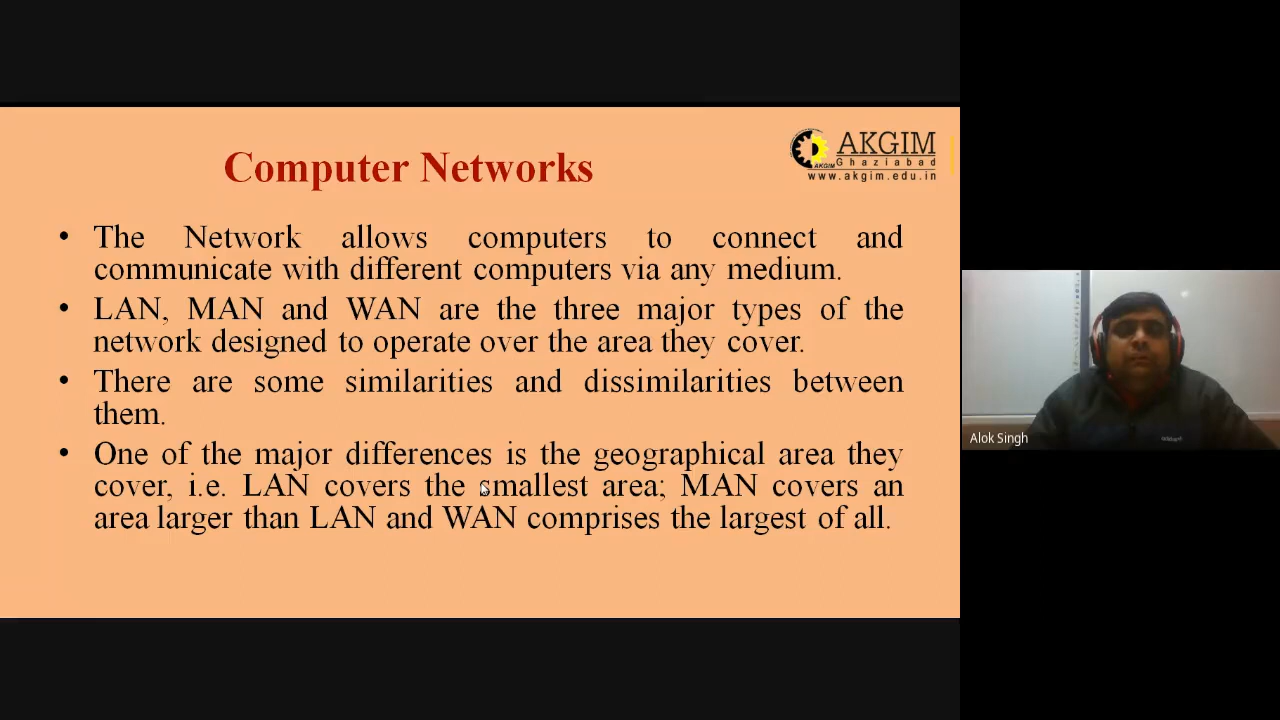 Computer Networks
AKGIM
Ghaziabad
AKGIM
www.akgim.edu.in
• The Network allows computers to connect and
communicate with different computers via any medium.
• LAN, MAN and WAN are the three major types of the
network designed to operate over the area they cover.
• There are some similarities and dissimilarities between
them.
• One of the major differences is the geographical area they
cover, i.e. LAN covers the smallest area; MAN covers an
area larger than LAN and WAN comprises the largest of all.
Alok Singh